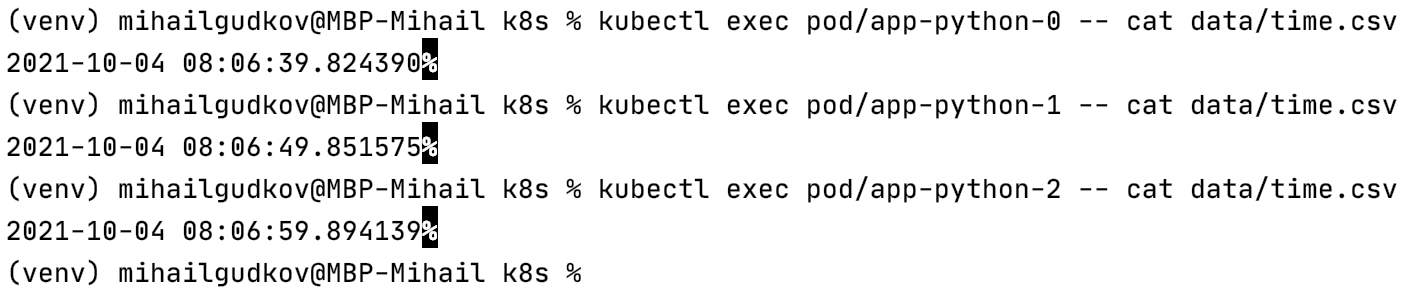 (venv) mihailgudkov@MBP-Mihail k8s % kubectl exec pod/app-python-0 -- cat data/time.csv
2021-10-04 08:06:39.824390%
(venv) mihailgudkov@MBP-Mihail k8s % kubectl exec pod/app-python-1 -- cat data/time.csv
2021-10-04 08:06:49.851575%
(venv) mihailgudkov@MBP-Mihail k8s % kubectl exec pod/app-python-2 -- cat data/time.csv
2021-10-04 08:06:59.894139%
(venv) mihailgudkov@MBP-Mihail k8s %